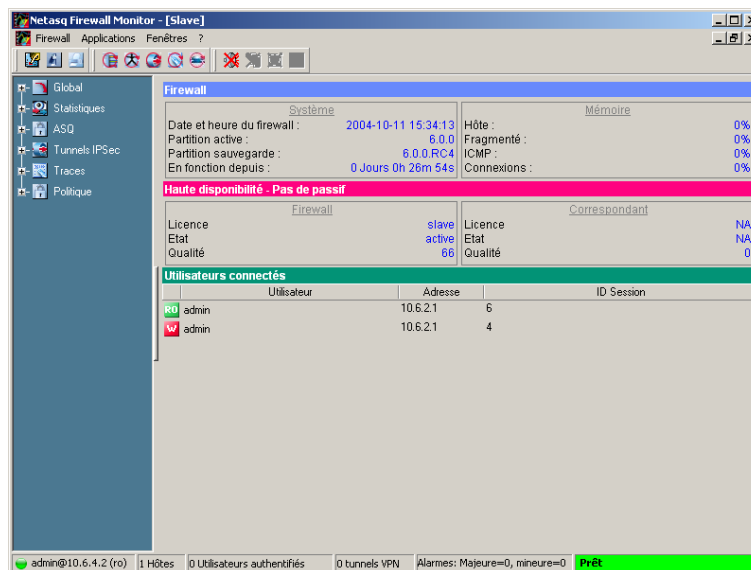 Netasq Firewall Monitor - [Slave]
Firewall Applications Fenêtres ?
Global
Statistiques
ASQ
Tunnels IPSec
Traces
Politique
Firewall
Système
Date et heure du firewall : 2004-10-11 15:34:13
Partition active : 6.0.0
Partition sauvegarde : 6.0.0.RC4
En fonction depuis : 0 Jours 0h 26m 54s
Mémoire
Hôte : 0%
Fragmenté : 0%
ICMP : 0%
Connexions : 0%
Haute disponibilité - Pas de passif
Firewall
Licence slave
Etat active
Qualité 66
Correspondant
Licence NA
Etat NA
Qualité 0
Utilisateurs connectés
Utilisateur Adresse ID Session
RO admin 10.6.2.1 6
W admin 10.6.2.1 4
admin@10.6.4.2 (ro) 1 Hôtes 0 Utilisateurs authentifiés 0 tunnels VPN Alarmes: Majeure=0, mineure=0 Prêt